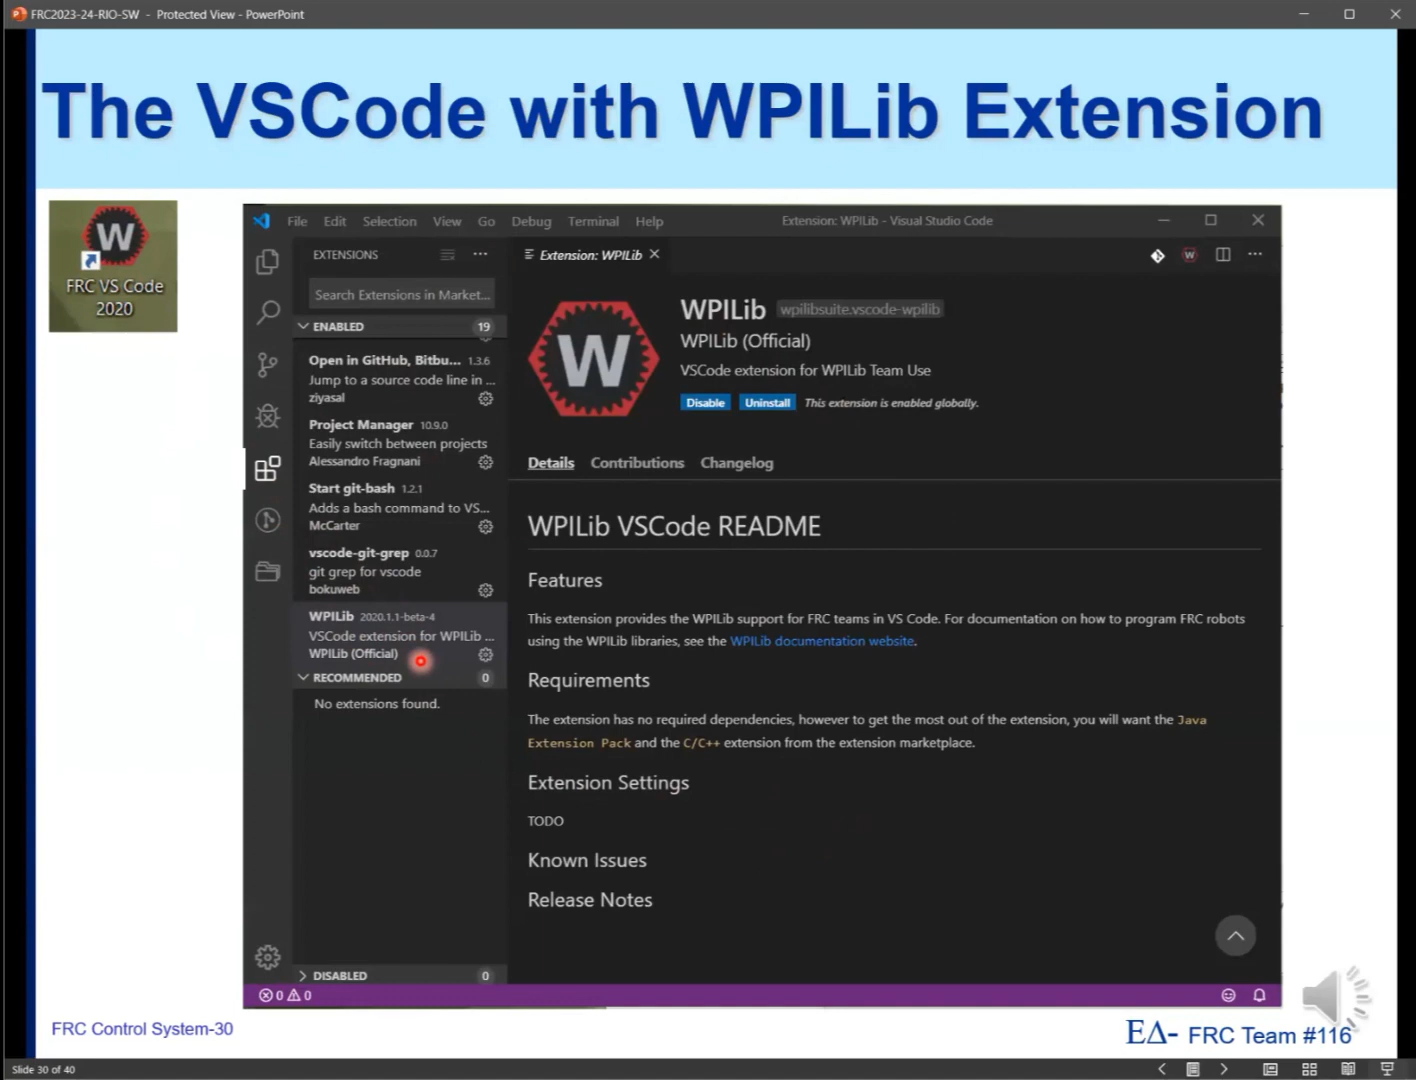 FRC2023-24-RIO-SW - Protected View - PowerPoint
The VSCode with WPILib Extension
W
FRC VS Code
2020
File Edit Selection View Go Debug Terminal Help
Extension: WPILib - Visual Studio Code
EXTENSIONS
Extension: WPILib
W
Search Extensions in Market...
ENABLED 19
Open in GitHub, Bitbu... 1.3.6
Jump to a source code line in ...
ziyasal
Project Manager 10.9.0
Easily switch between projects
Alessandro Fragnani
Start git-bash 1.2.1
Adds a bash command to VS...
McCarter
vscode-git-grep 0.0.7
git grep for vscode
bokuweb
WPILib 2020.1.1-beta-4
VSCode extension for WPILib ...
WPILib (Official)
RECOMMENDED 0
No extensions found.
DISABLED 0
W
WPILib wpilibsuite.vscode-wpilib
WPILib (Official)
VSCode extension for WPILib Team Use
Disable Uninstall This extension is enabled globally.
Details Contributions Changelog
WPILib VSCode README
Features
This extension provides the WPILib support for FRC teams in VS Code. For documentation on how to program FRC robots
using the WPILib libraries, see the WPILib documentation website.
Requirements
The extension has no required dependencies, however to get the most out of the extension, you will want the Java
Extension Pack and the C/C++ extension from the extension marketplace.
Extension Settings
TODO
Known Issues
Release Notes
0 0
FRC Control System-30
ΕΔ- FRC Team #116
Slide 30 of 40